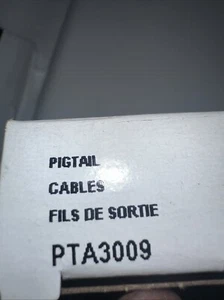 PIGTAIL
CABLES
FILS DE SORTIE
PTA3009